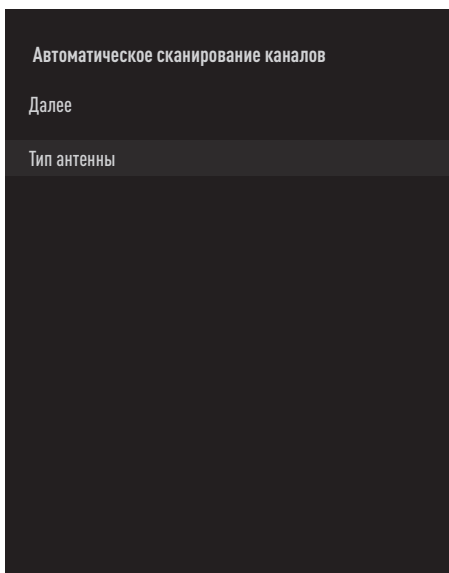 Автоматическое сканирование каналов
Далее
Тип антенны